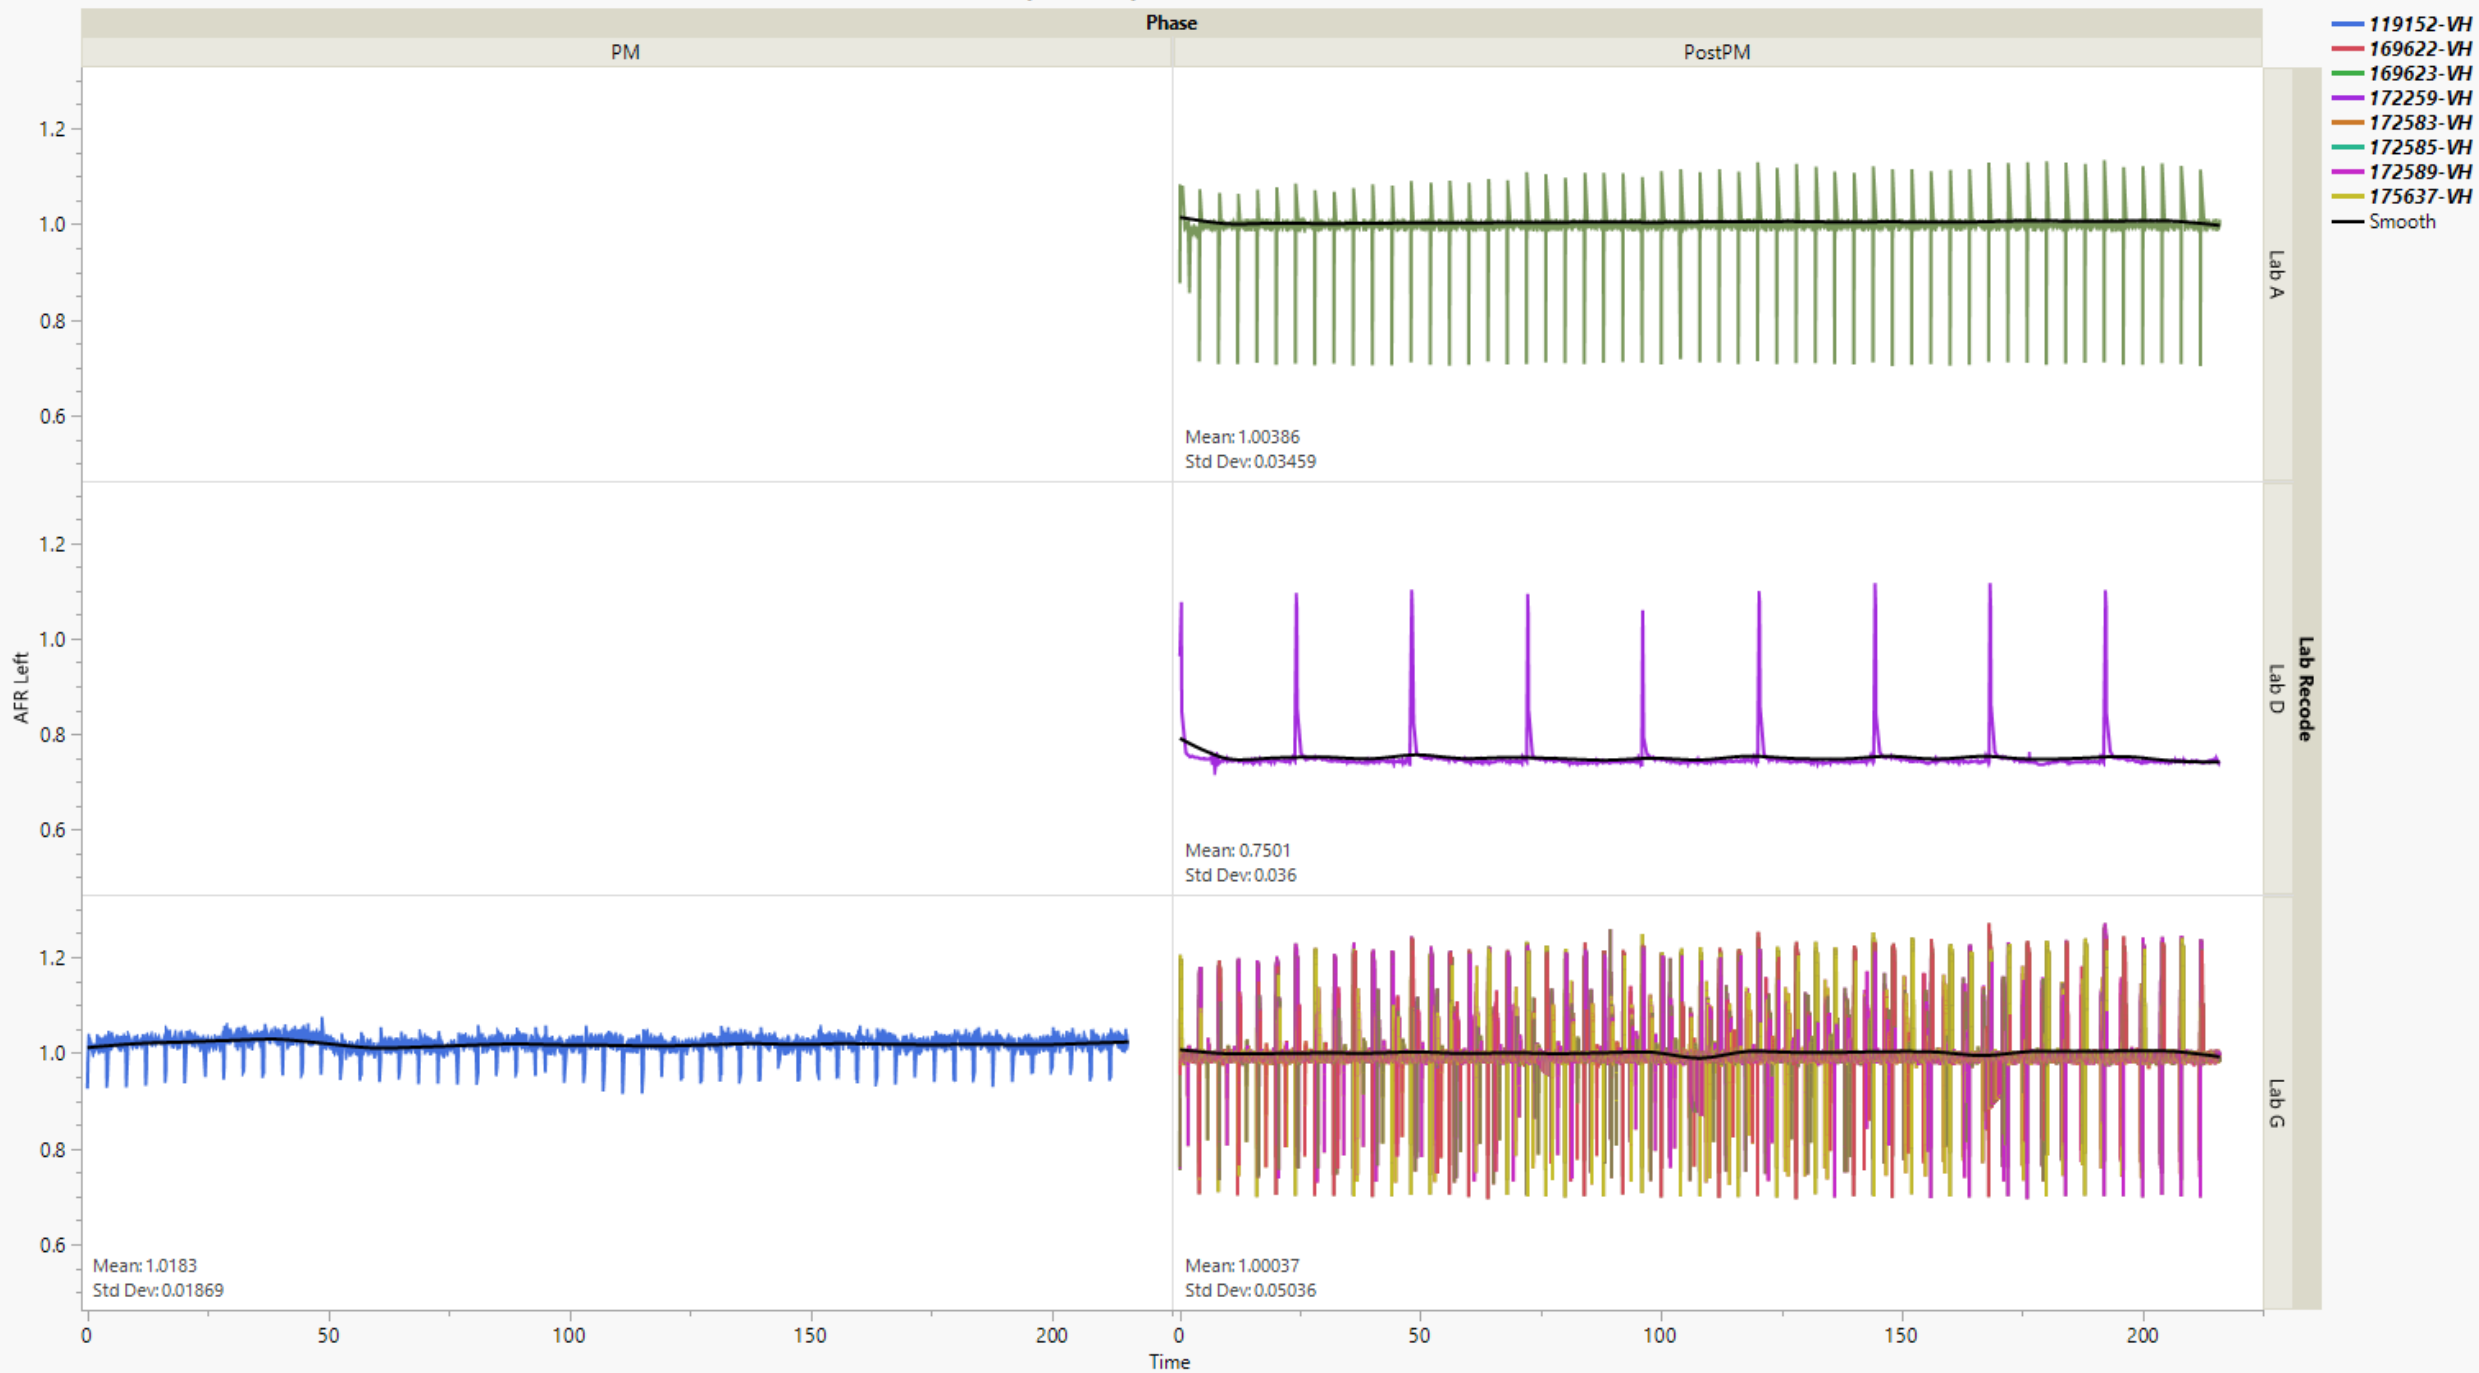 Phase
PM
PostPM
119152-VH
169622-VH
169623-VH
172259-VH
172583-VH
172585-VH
172589-VH
175637-VH
Smooth
1.2
1.0
0.8
0.6
Mean: 1.00386
Std Dev: 0.03459
Lab A
1.2
1.0
0.8
0.6
Mean: 0.7501
Std Dev: 0.036
Lab D
Lab Recode
AFR Left
1.2
1.0
0.8
0.6
Mean: 1.0183
Std Dev: 0.01869
Mean: 1.00037
Std Dev: 0.05036
Lab G
0 50 100 150 200 0 50 100 150 200
Time